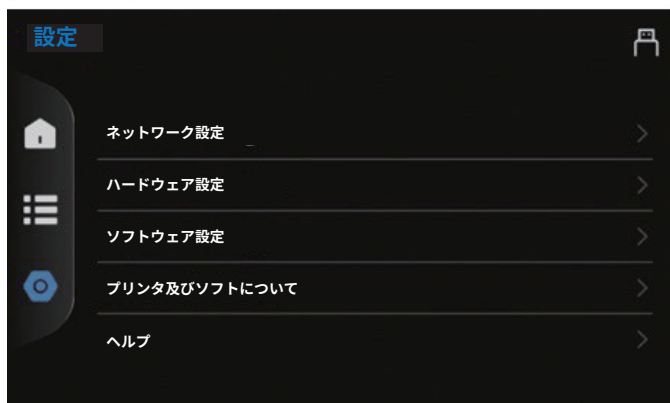 設定
ネットワーク設定
ハードウェア設定
ソフトウェア設定
プリンタ及びソフトについて
ヘルプ